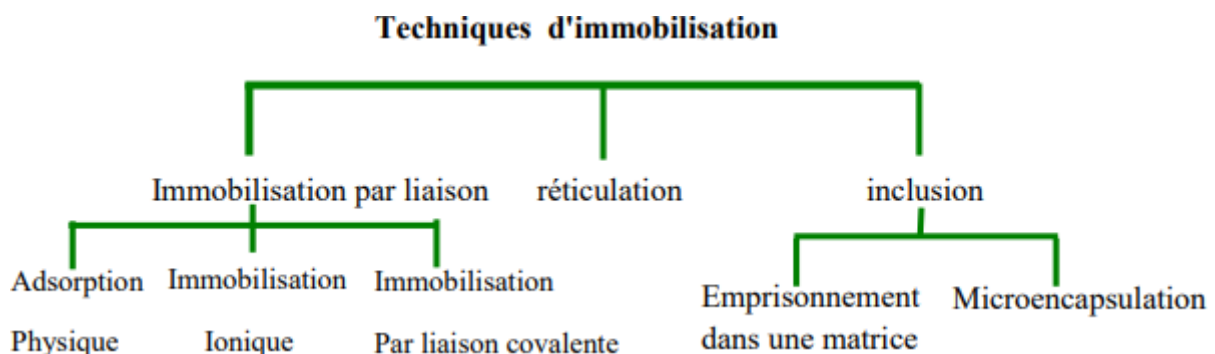 Techniques d'immobilisation
Immobilisation par liaison
réticulation
inclusion
Adsorption
Physique
Immobilisation
Ionique
Immobilisation
Par liaison covalente
Emprisonnement
dans une matrice
Microencapsulation